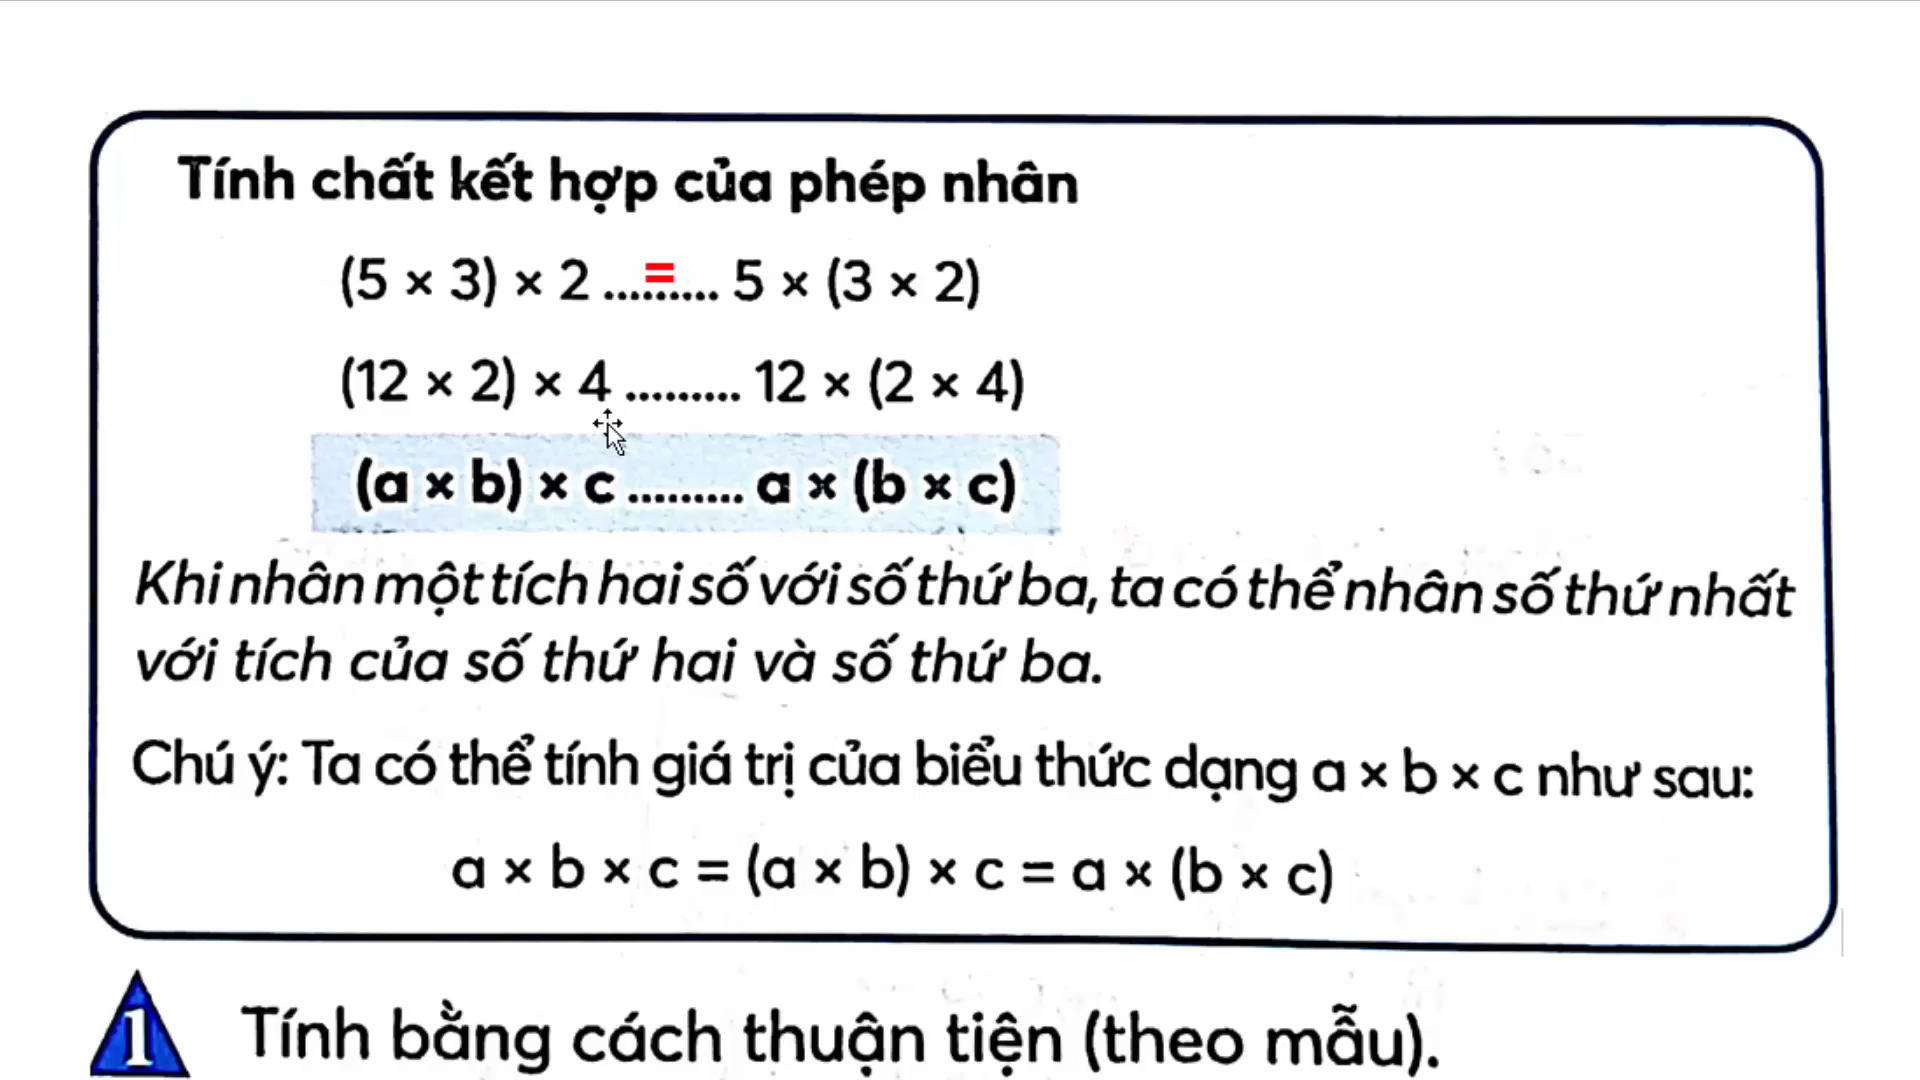 Tính chất kết hợp của phép nhân
(5 × 3) × 2 ....=.... 5 × (3 × 2)
(12 × 2) × 4 ......... 12 × (2 × 4)
(a × b) × c ......... a × (b × c)
Khi nhân một tích hai số với số thứ ba, ta có thể nhân số thứ nhất
với tích của số thứ hai và số thứ ba.
Chú ý: Ta có thể tính giá trị của biểu thức dạng a × b × c như sau:
a × b × c = (a × b) × c = a × (b × c)
1 Tính bằng cách thuận tiện (theo mẫu).